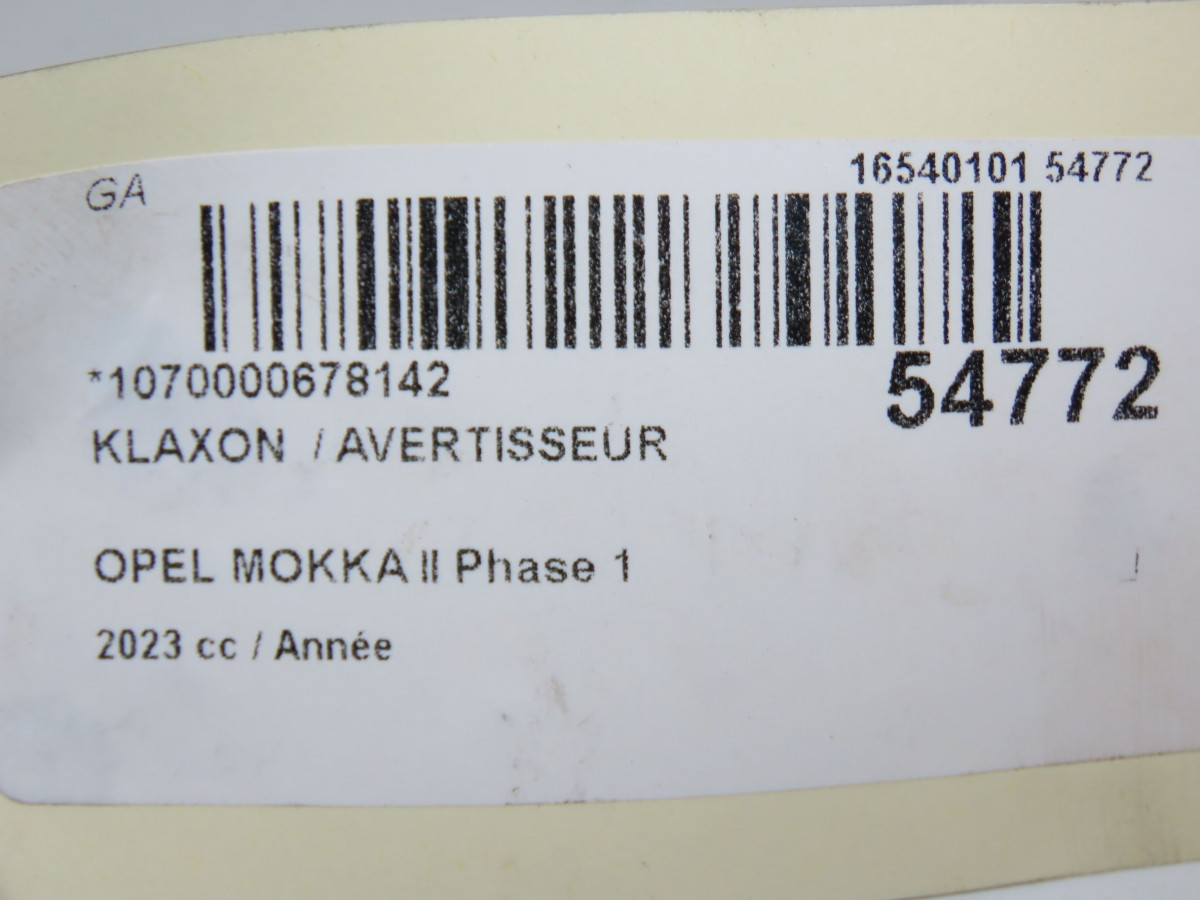 GA
16540101 54772
*1070000678142
54772
KLAXON / AVERTISSEUR
OPEL MOKKA II Phase 1
2023 cc / Année